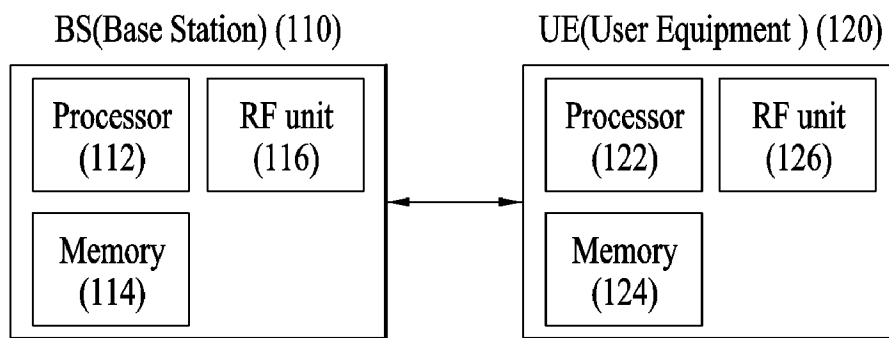 BS(Base Station) (110)
Processor
(112)
RF unit
(116)
Memory
(114)
UE(User Equipment ) (120)
Processor
(122)
RF unit
(126)
Memory
(124)